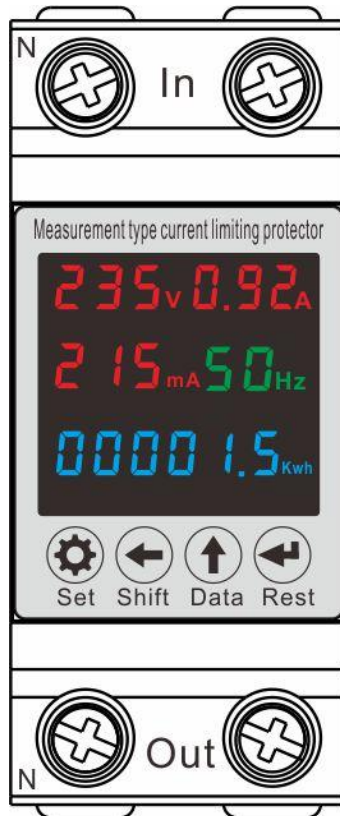 N
In
Measurement type current limiting protector
235V 0.92A
215mA 50Hz
00001.5Kwh
Set Shift Data Rest
Out
N